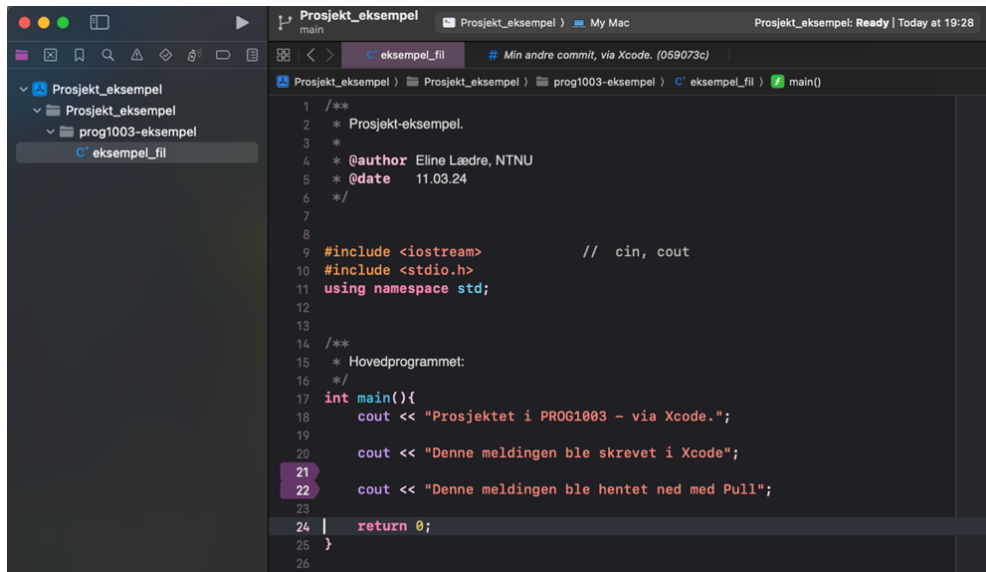 Prosjekt_eksempel
main
Prosjekt_eksempel ⟩ My Mac
Prosjekt_eksempel: Ready | Today at 19:28
Prosjekt_eksempel
Prosjekt_eksempel
prog1003-eksempel
C⁺ eksempel_fil
C⁺ eksempel_fil
# Min andre commit, via Xcode. (059073c)
Prosjekt_eksempel ⟩ Prosjekt_eksempel ⟩ prog1003-eksempel ⟩ C⁺ eksempel_fil ⟩ f main()
1 /**
2  * Prosjekt-eksempel.
3  *
4  * @author Eline Lædre, NTNU
5  * @date   11.03.24
6  */
7
8
9 #include <iostream>            //  cin, cout
10 #include <stdio.h>
11 using namespace std;
12
13
14 /**
15  * Hovedprogrammet:
16  */
17 int main(){
18     cout << "Prosjektet i PROG1003 – via Xcode.";
19
20     cout << "Denne meldingen ble skrevet i Xcode";
21
22     cout << "Denne meldingen ble hentet ned med Pull";
23
24     return 0;
25 }
26